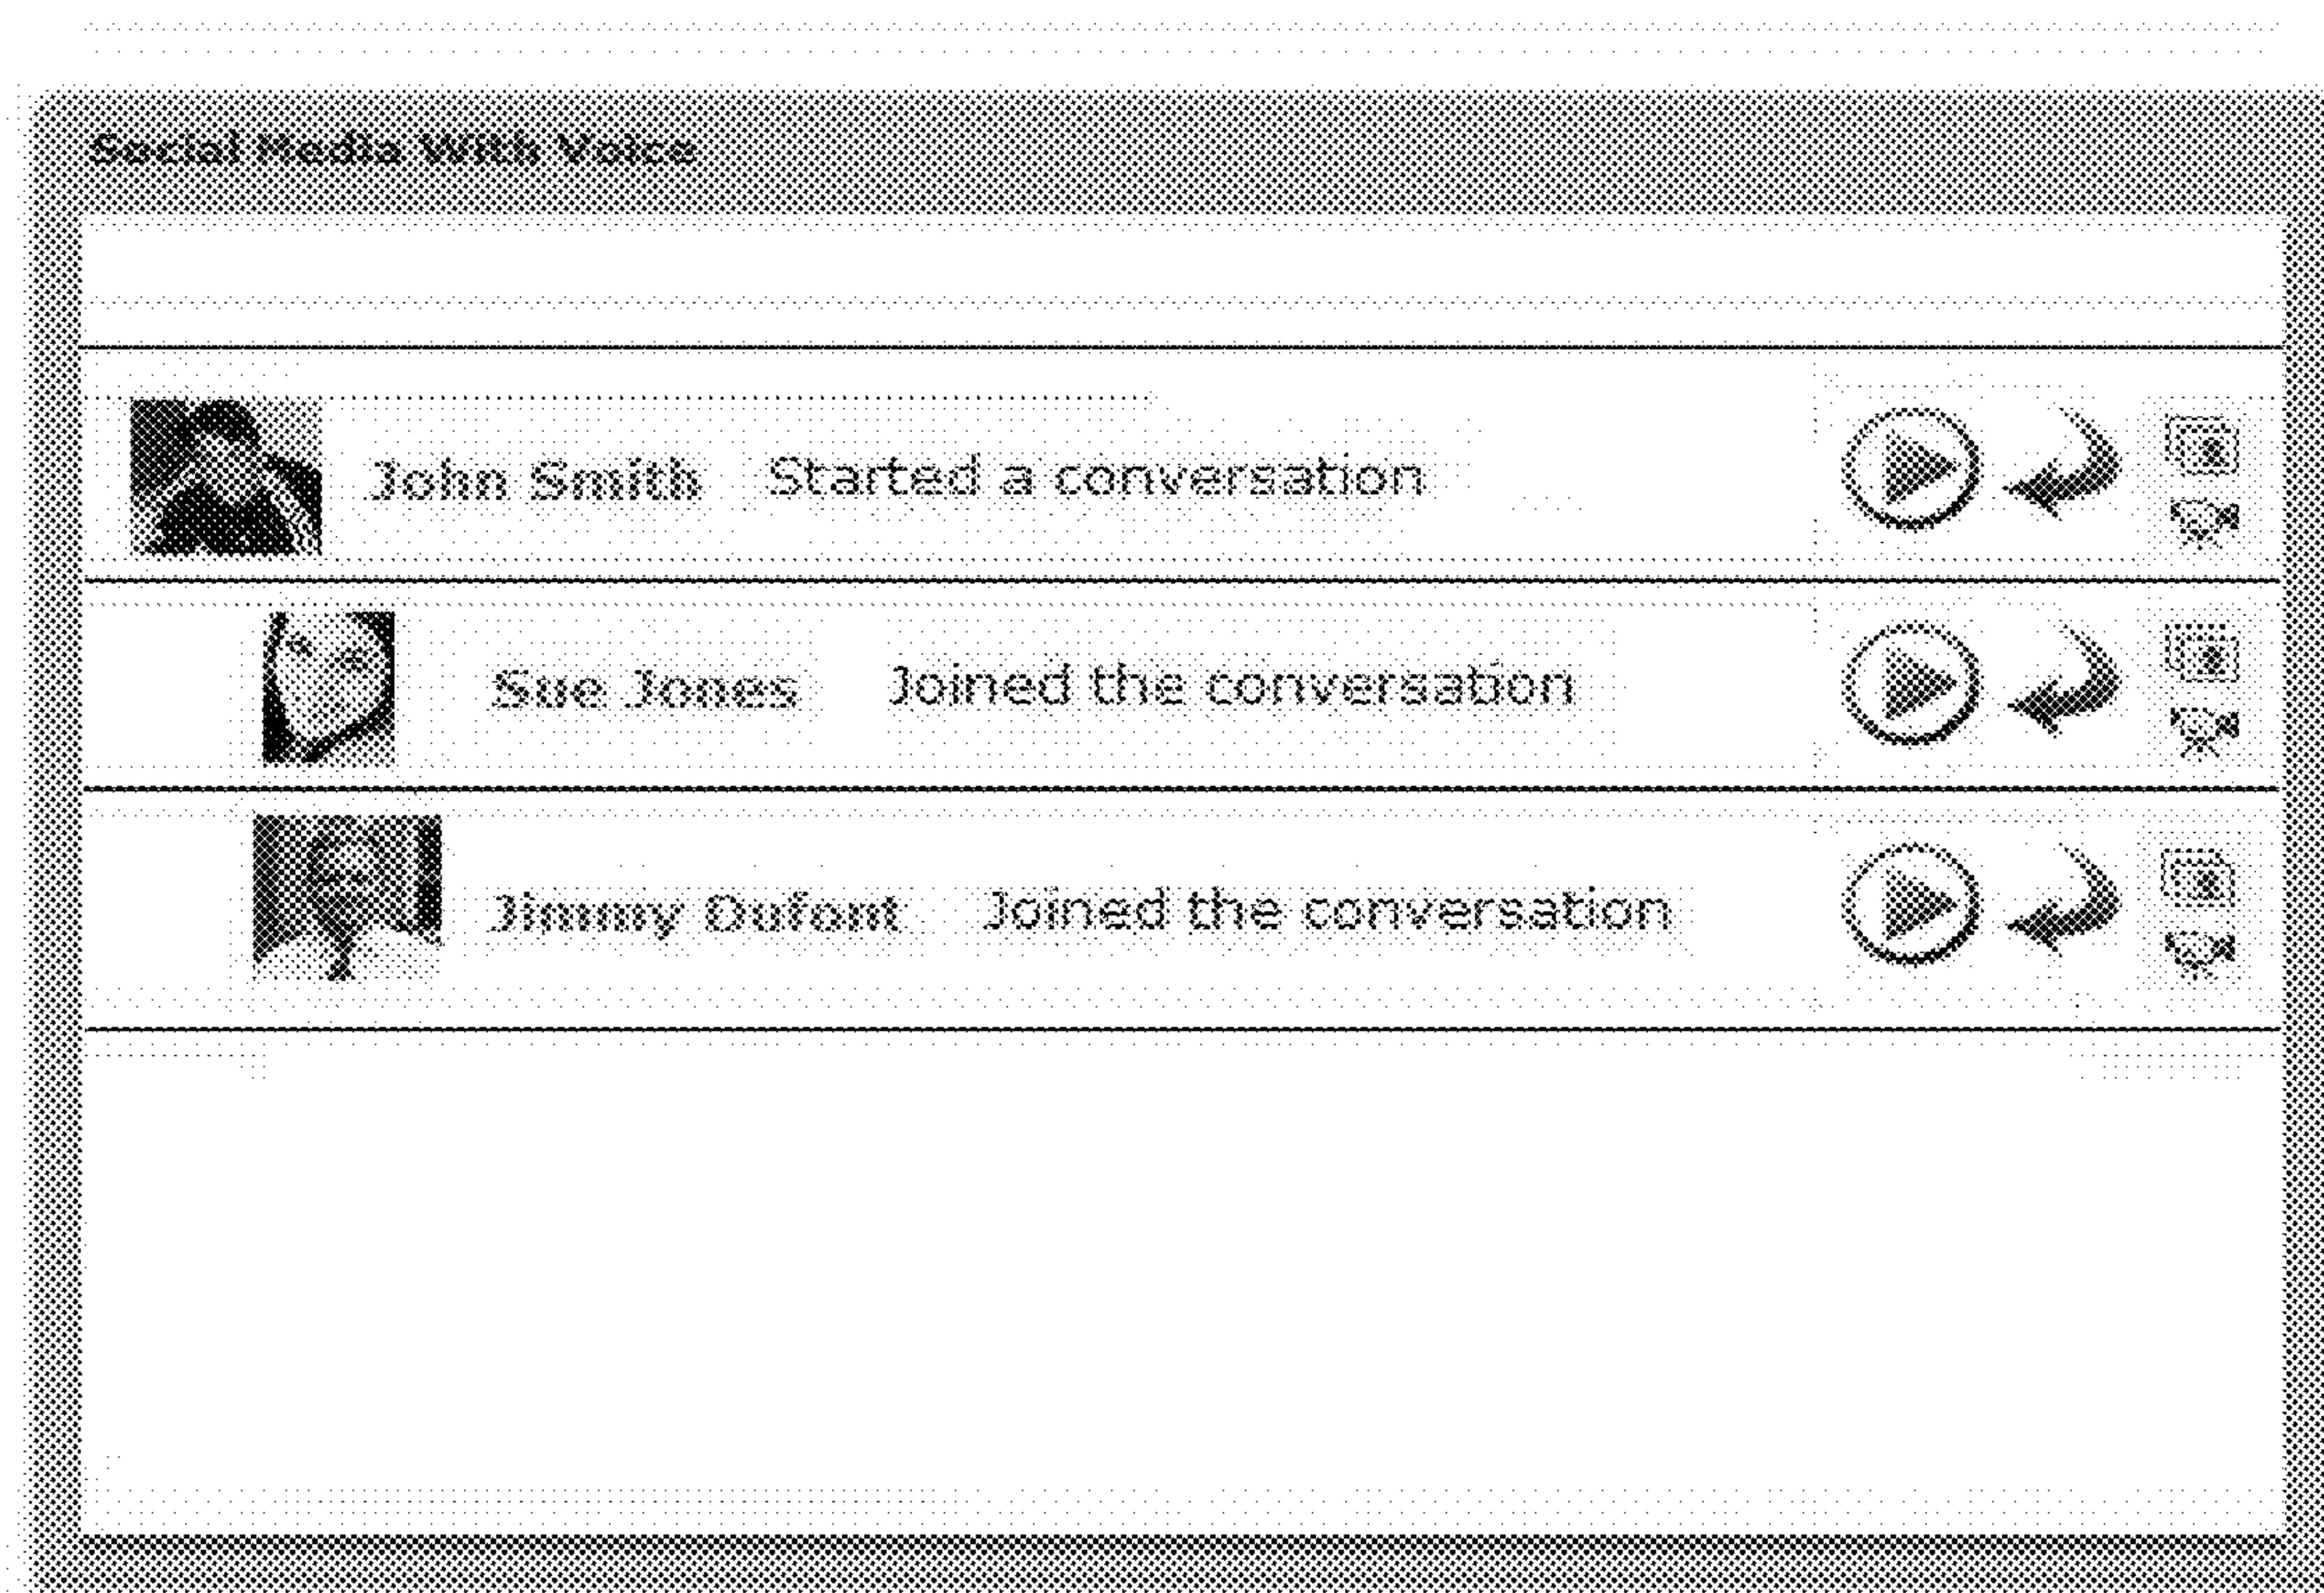 Social Media With Voice
John Smith Started a conversation
Sue Jones Joined the conversation
Jimmy Dufont Joined the conversation